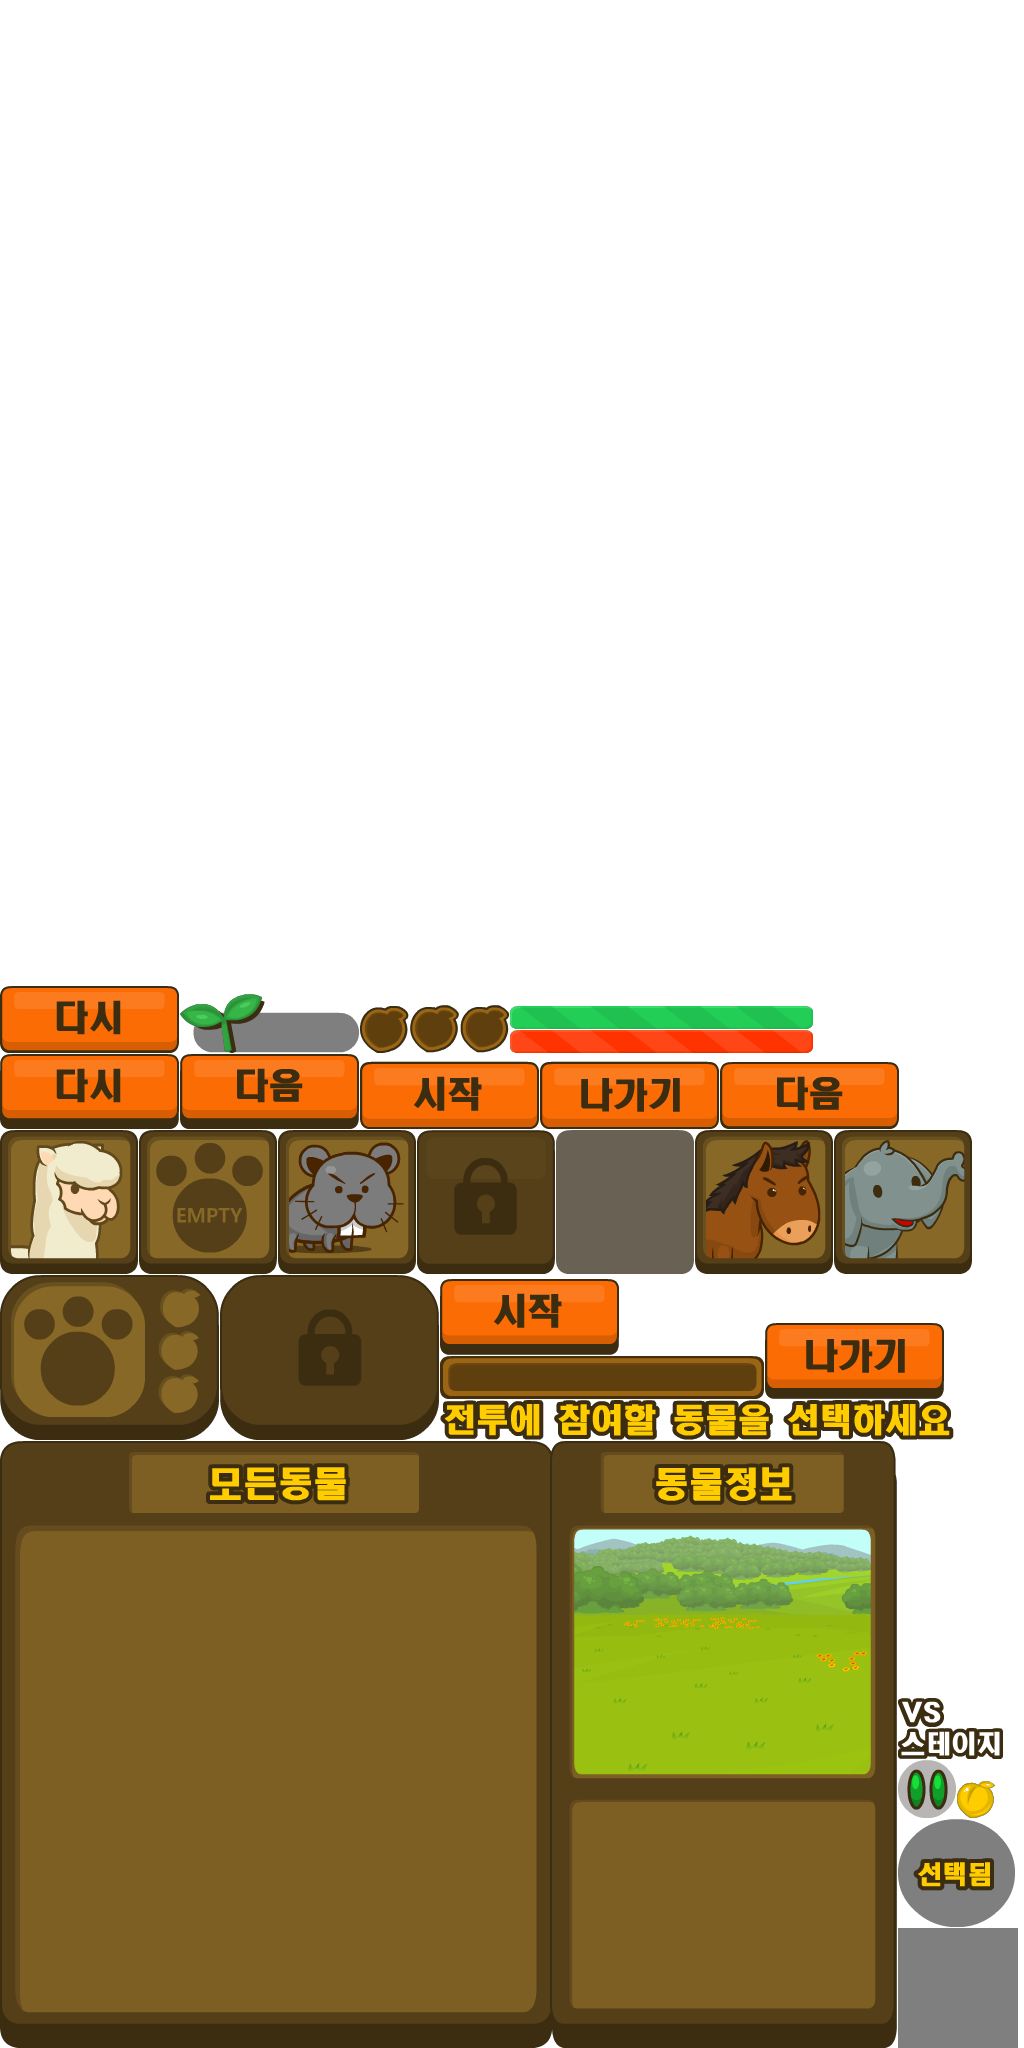 다시
다시
다음
시작
나가기
다음
EMPTY
시작
나가기
전투에 참여할 동물을 선택하세요
모든동물
동물정보
VS
스테이지
선택됨